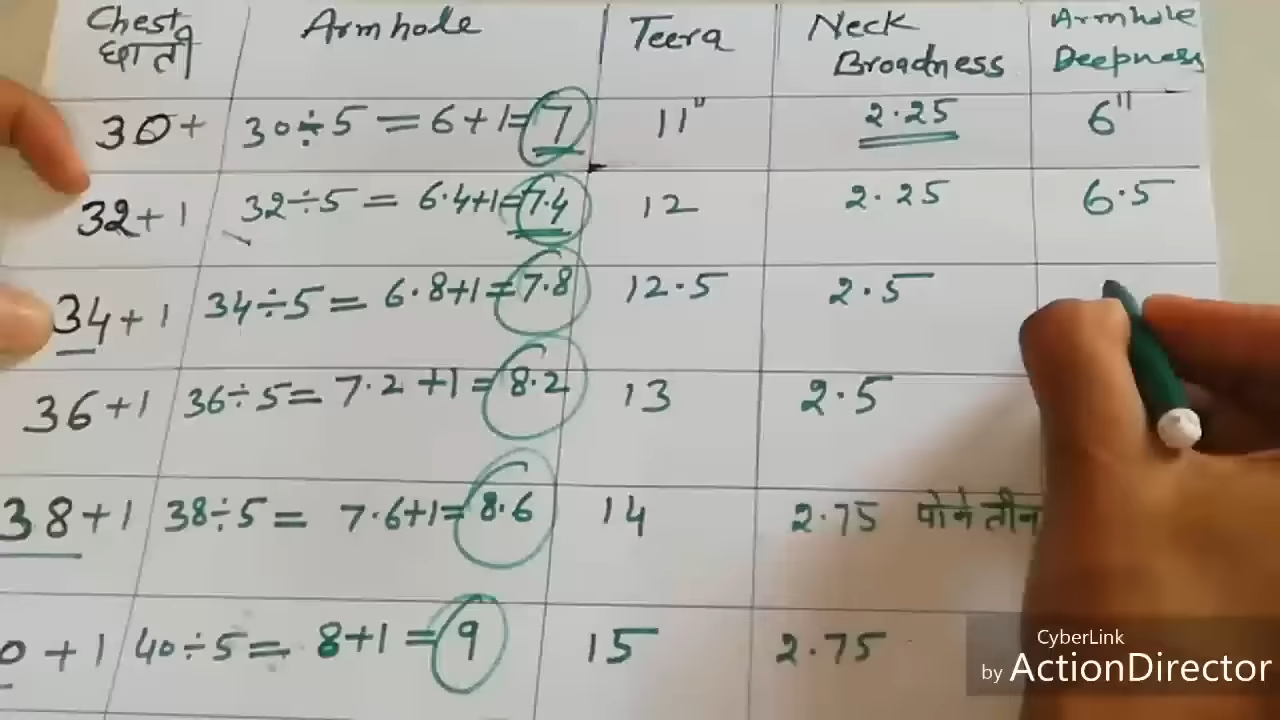 Chest Armhole Teera Neck Broadness Armhole Deepness
छाती
30+ 30÷5 = 6+1= 7 11" 2.25 6"
32+1 32÷5 = 6.4+1= 7.4 12 2.25 6.5
34+1 34÷5 = 6.8+1= 7.8 12.5 2.5
36+1 36÷5= 7.2 +1 = 8.2 13 2.5
38+1 38÷5= 7.6+1= 8.6 14 2.75 पोने तीन
0 +1 40÷5= 8+1 = 9 15 2.75
CyberLink
by ActionDirector